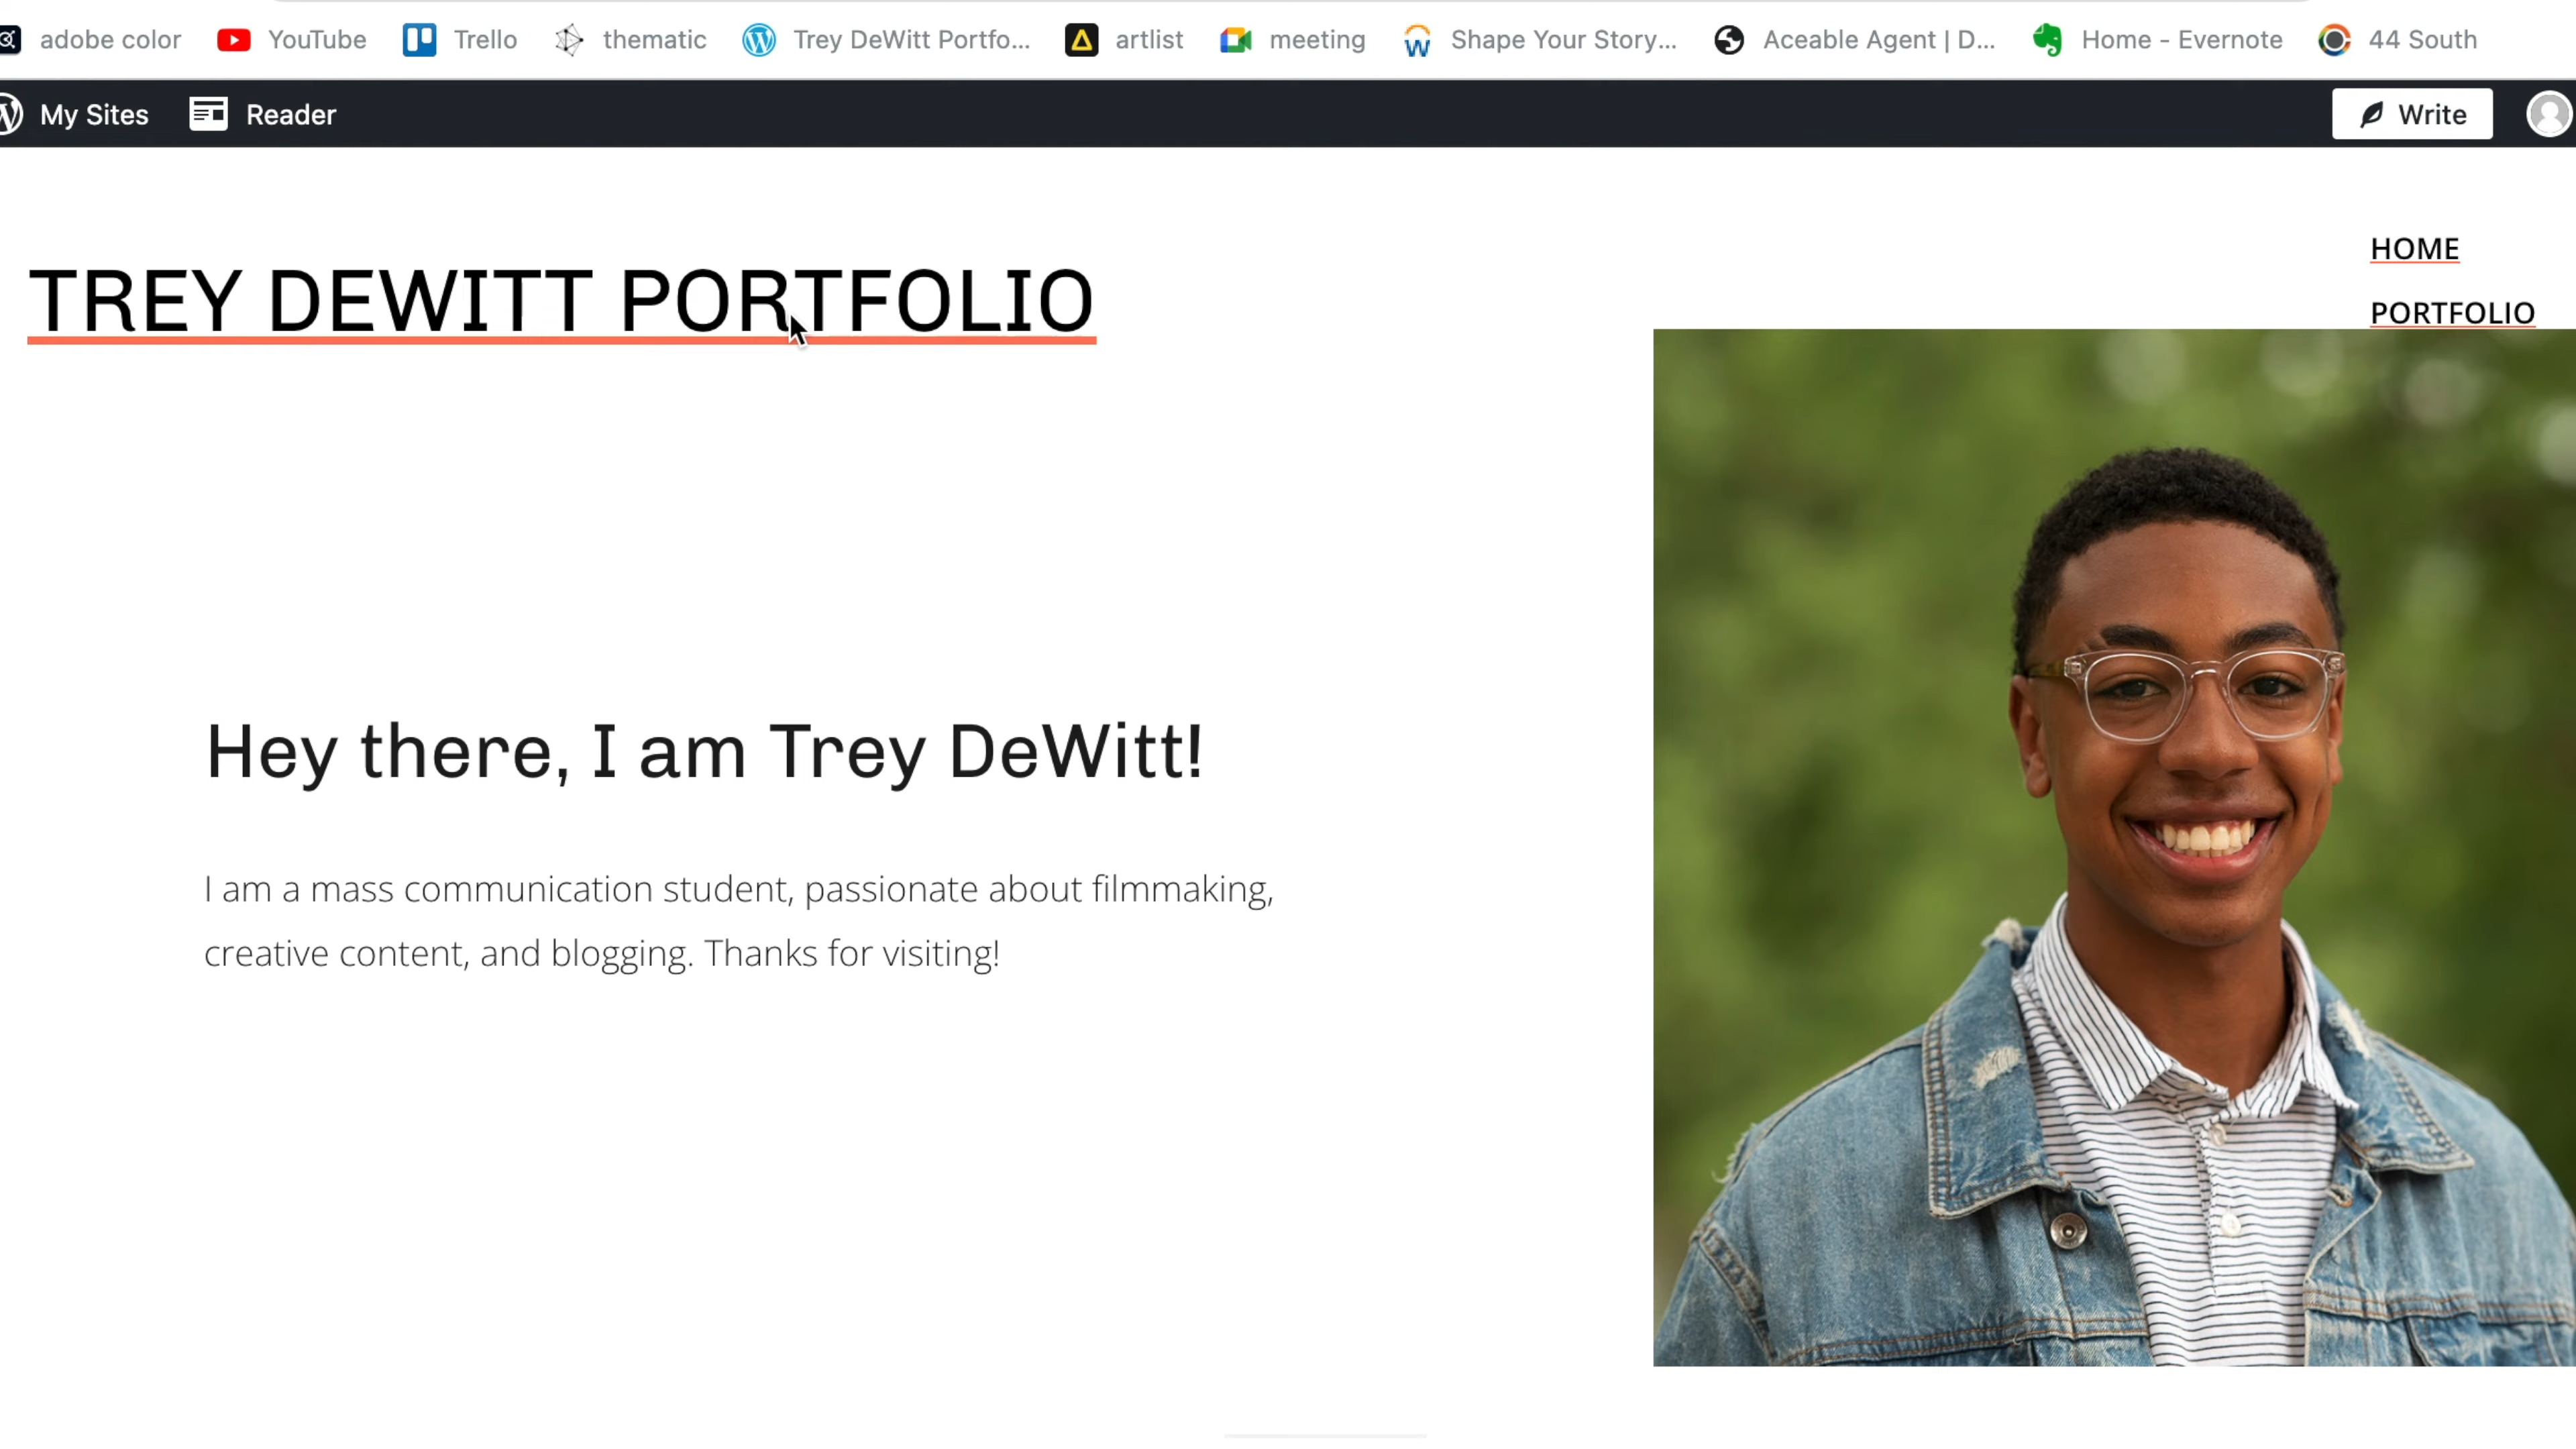 adobe color YouTube Trello thematic Trey DeWitt Portfo... artlist meeting Shape Your Story... Aceable Agent | D... Home - Evernote 44 South
My Sites Reader Write
HOME
TREY DEWITT PORTFOLIO
PORTFOLIO
Hey there, I am Trey DeWitt!
I am a mass communication student, passionate about filmmaking,
creative content, and blogging. Thanks for visiting!